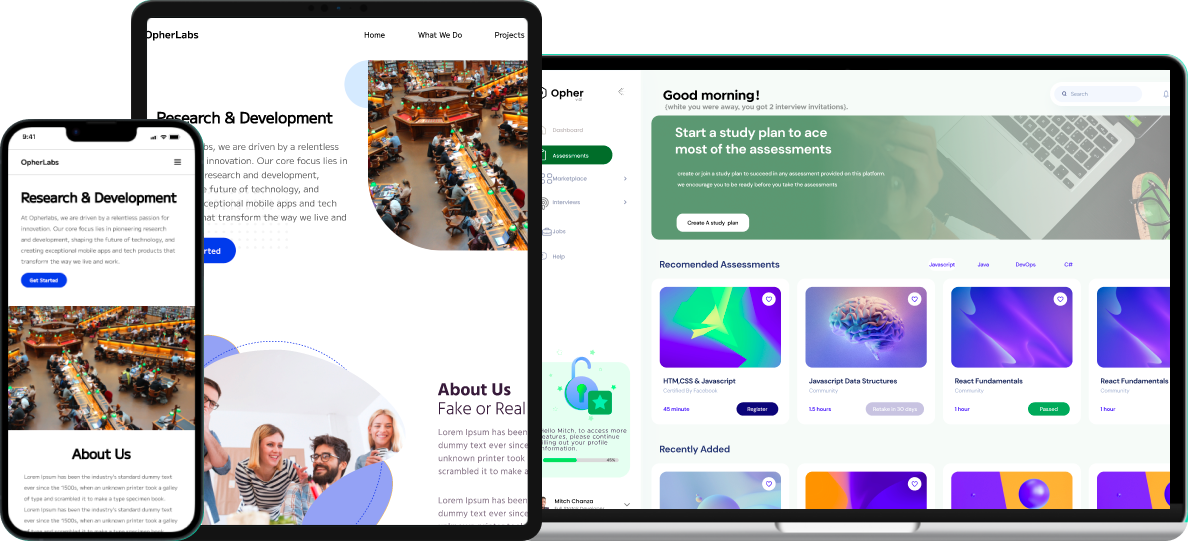 9:41
OpherLabs
Research & Development
At Opherlabs, we are driven by a relentless passion for
innovation. Our core focus lies in pioneering research
and development, shaping the future of technology, and
creating exceptional mobile apps and tech products that
transform the way we live and work.
Get Started
About Us
Lorem Ipsum has been the industry's standard dummy text
ever since the 1500s, when an unknown printer took a galley
of type and scrambled it to make a type specimen book.
Lorem Ipsum has been the industry's standard dummy text
ever since the 1500s, when an unknown printer took a galley
of type and scrambled it to make a type specimen book.
OpherLabs
Home
What We Do
Projects
Research & Development
bs, we are driven by a relentless
innovation. Our core focus lies in
research and development,
e future of technology, and
ceptional mobile apps and tech
hat transform the way we live and
rted
About Us
Fake or Real
Lorem Ipsum has been
dummy text ever since
unknown printer took
scrambled it to make a
Lorem Ipsum has been
dummy text ever since
Opher
Dashboard
Assessments
Marketplace
Interviews
Jobs
Help
Hello Mitch, to access more
features, please continue
filling out your profile
information.
45%
Mitch Chanza
Good morning!
(while you were away, you got 2 interview invitations).
Search
Start a study plan to ace
most of the assessments
create or join a study plan to succeed in any assessment provided on this platform.
we encourage you to be ready before you take the assessments
Create A study plan
Recomended Assessments
Javascript
Java
DevOps
C#
HTM,CSS & Javascript
Certified By Facebook
45 minute
Register
Javascript Data Structures
Community
1.5 hours
Retake in 30 days
React Fundamentals
Community
1 hour
Passed
React Fundamentals
Community
1 hour
Recently Added